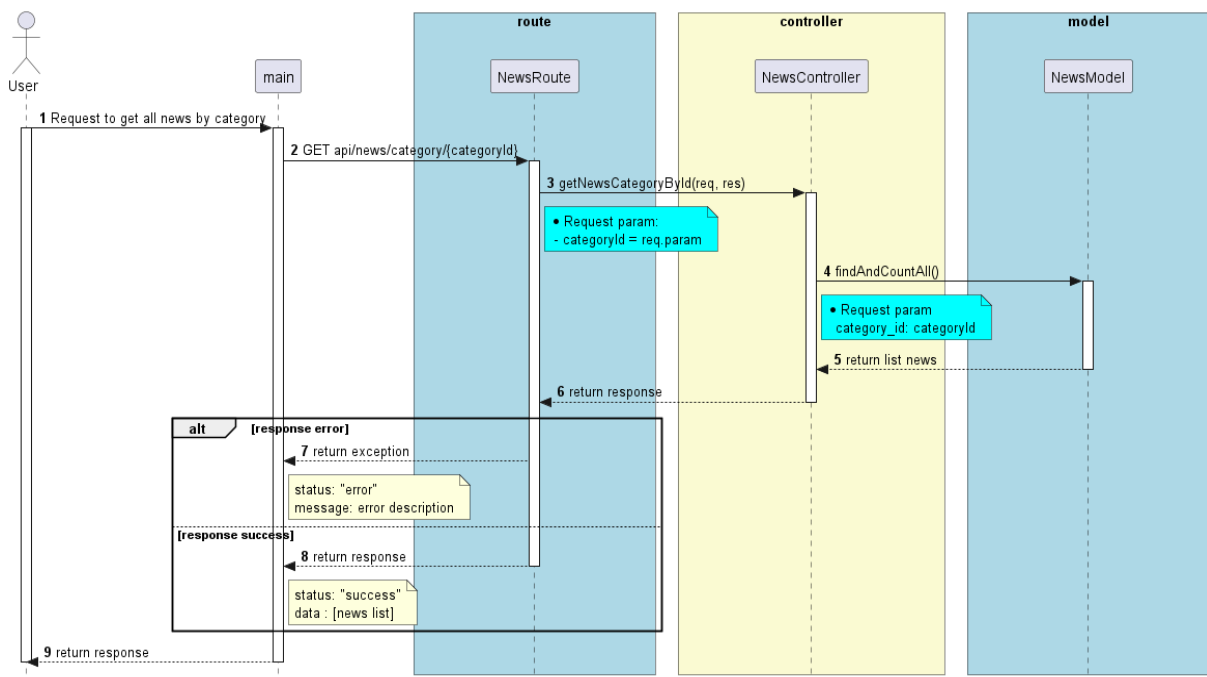 route
controller
model
User
main
NewsRoute
NewsController
NewsModel
1 Request to get all news by category
2 GET api/news/category/{categoryId}
3 getNewsCategoryById(req, res)
• Request param:
- categoryId = req.param
4 findAndCountAll()
• Request param
category_id: categoryId
5 return list news
6 return response
alt [response error]
7 return exception
status: "error"
message: error description
[response success]
8 return response
status: "success"
data : [news list]
9 return response